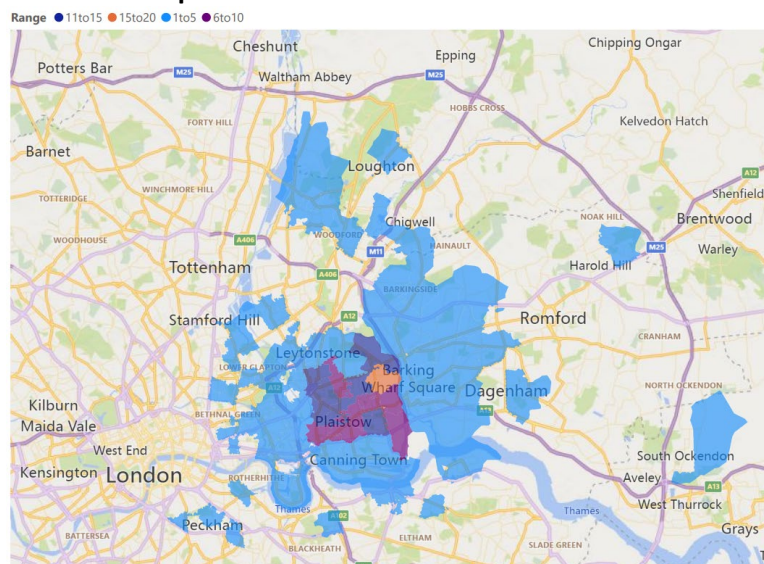 Range 11to15 15to20 1to5 6to10
Cheshunt
Epping
Chipping Ongar
Potters Bar
M25
Waltham Abbey
M25
HOBBS CROSS
FORTY HILL
Kelvedon Hatch
Barnet
Loughton
A12
WINCHMORE HILL
Shenfield
TOTTERIDGE
NOAK HILL
Brentwood
Chigwell
WOODHOUSE
A406
WOODFORD
M11
HAINAULT
M25
Warley
Tottenham
A406
Harold Hill
BARKINGSIDE
Stamford Hill
A12
Romford
CRANHAM
Leytonstone
LOWER CLAPTON
Barking
A12
Wharf Square
Dagenham
NORTH OCKENDON
Kilburn
BETHNAL GREEN
Maida Vale
Plaistow
West End
South Ockendon
Canning Town
Kensington
London
ROTHERHITHE
Aveley
A13
Thames
Thames
West Thurrock
Peckham
A102
Grays
BATTERSEA
ELTHAM
BLACKHEATH
SLADE GREEN